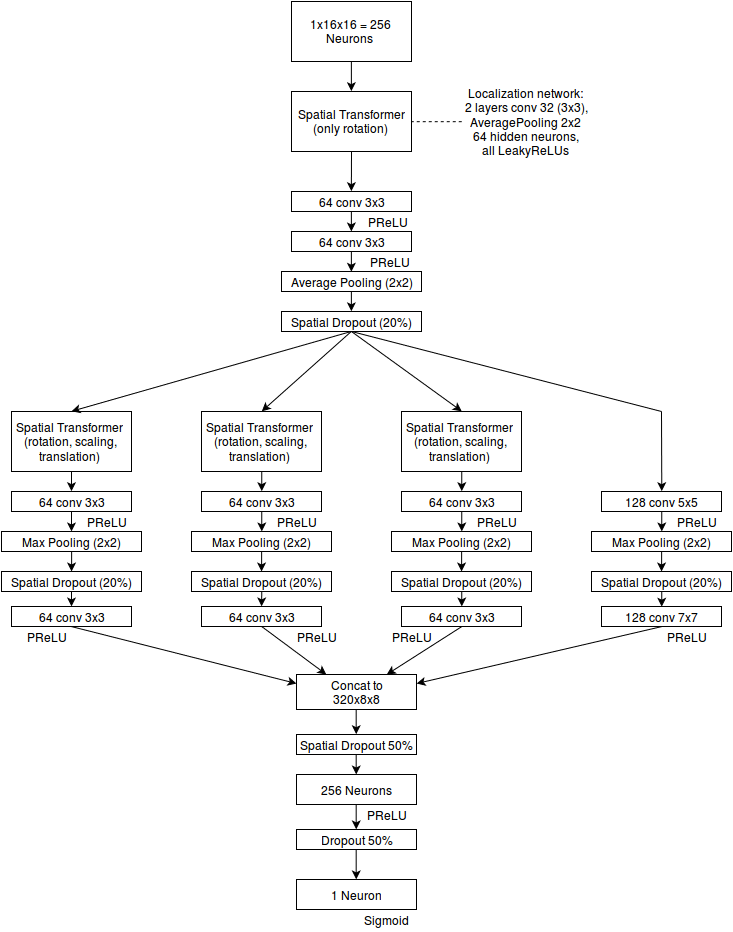 1x16x16 = 256
Neurons
Spatial Transformer
(only rotation)
Localization network:
2 layers conv 32 (3x3),
AveragePooling 2x2
64 hidden neurons,
all LeakyReLUs
64 conv 3x3
PReLU
64 conv 3x3
PReLU
Average Pooling (2x2)
Spatial Dropout (20%)
Spatial Transformer
(rotation, scaling,
translation)
64 conv 3x3
PReLU
Max Pooling (2x2)
Spatial Dropout (20%)
64 conv 3x3
PReLU
Spatial Transformer
(rotation, scaling,
translation)
64 conv 3x3
PReLU
Max Pooling (2x2)
Spatial Dropout (20%)
64 conv 3x3
PReLU
Spatial Transformer
(rotation, scaling,
translation)
64 conv 3x3
PReLU
Max Pooling (2x2)
Spatial Dropout (20%)
64 conv 3x3
PReLU
128 conv 5x5
PReLU
Max Pooling (2x2)
Spatial Dropout (20%)
128 conv 7x7
PReLU
Concat to
320x8x8
Spatial Dropout 50%
256 Neurons
PReLU
Dropout 50%
1 Neuron
Sigmoid